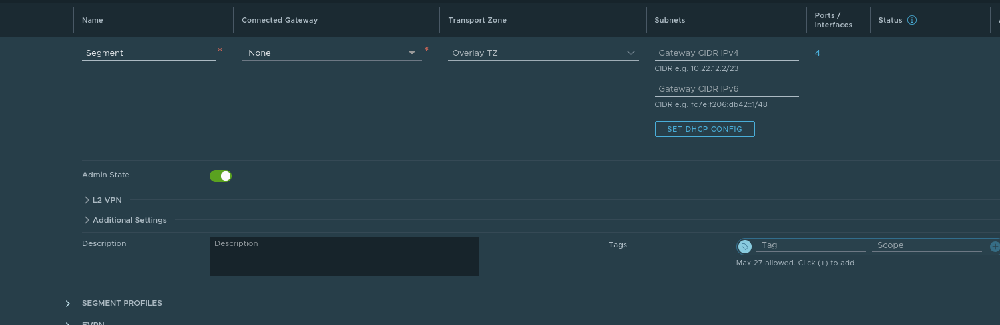 Name Connected Gateway Transport Zone Subnets Ports / Interfaces Status
Segment * None * Overlay TZ Gateway CIDR IPv4 4
CIDR e.g. 10.22.12.2/23
Gateway CIDR IPv6
CIDR e.g. fc7e:f206:db42::1/48
SET DHCP CONFIG
Admin State
L2 VPN
Additional Settings
Description Description Tags Tag Scope
Max 27 allowed. Click (+) to add.
SEGMENT PROFILES
EVPN